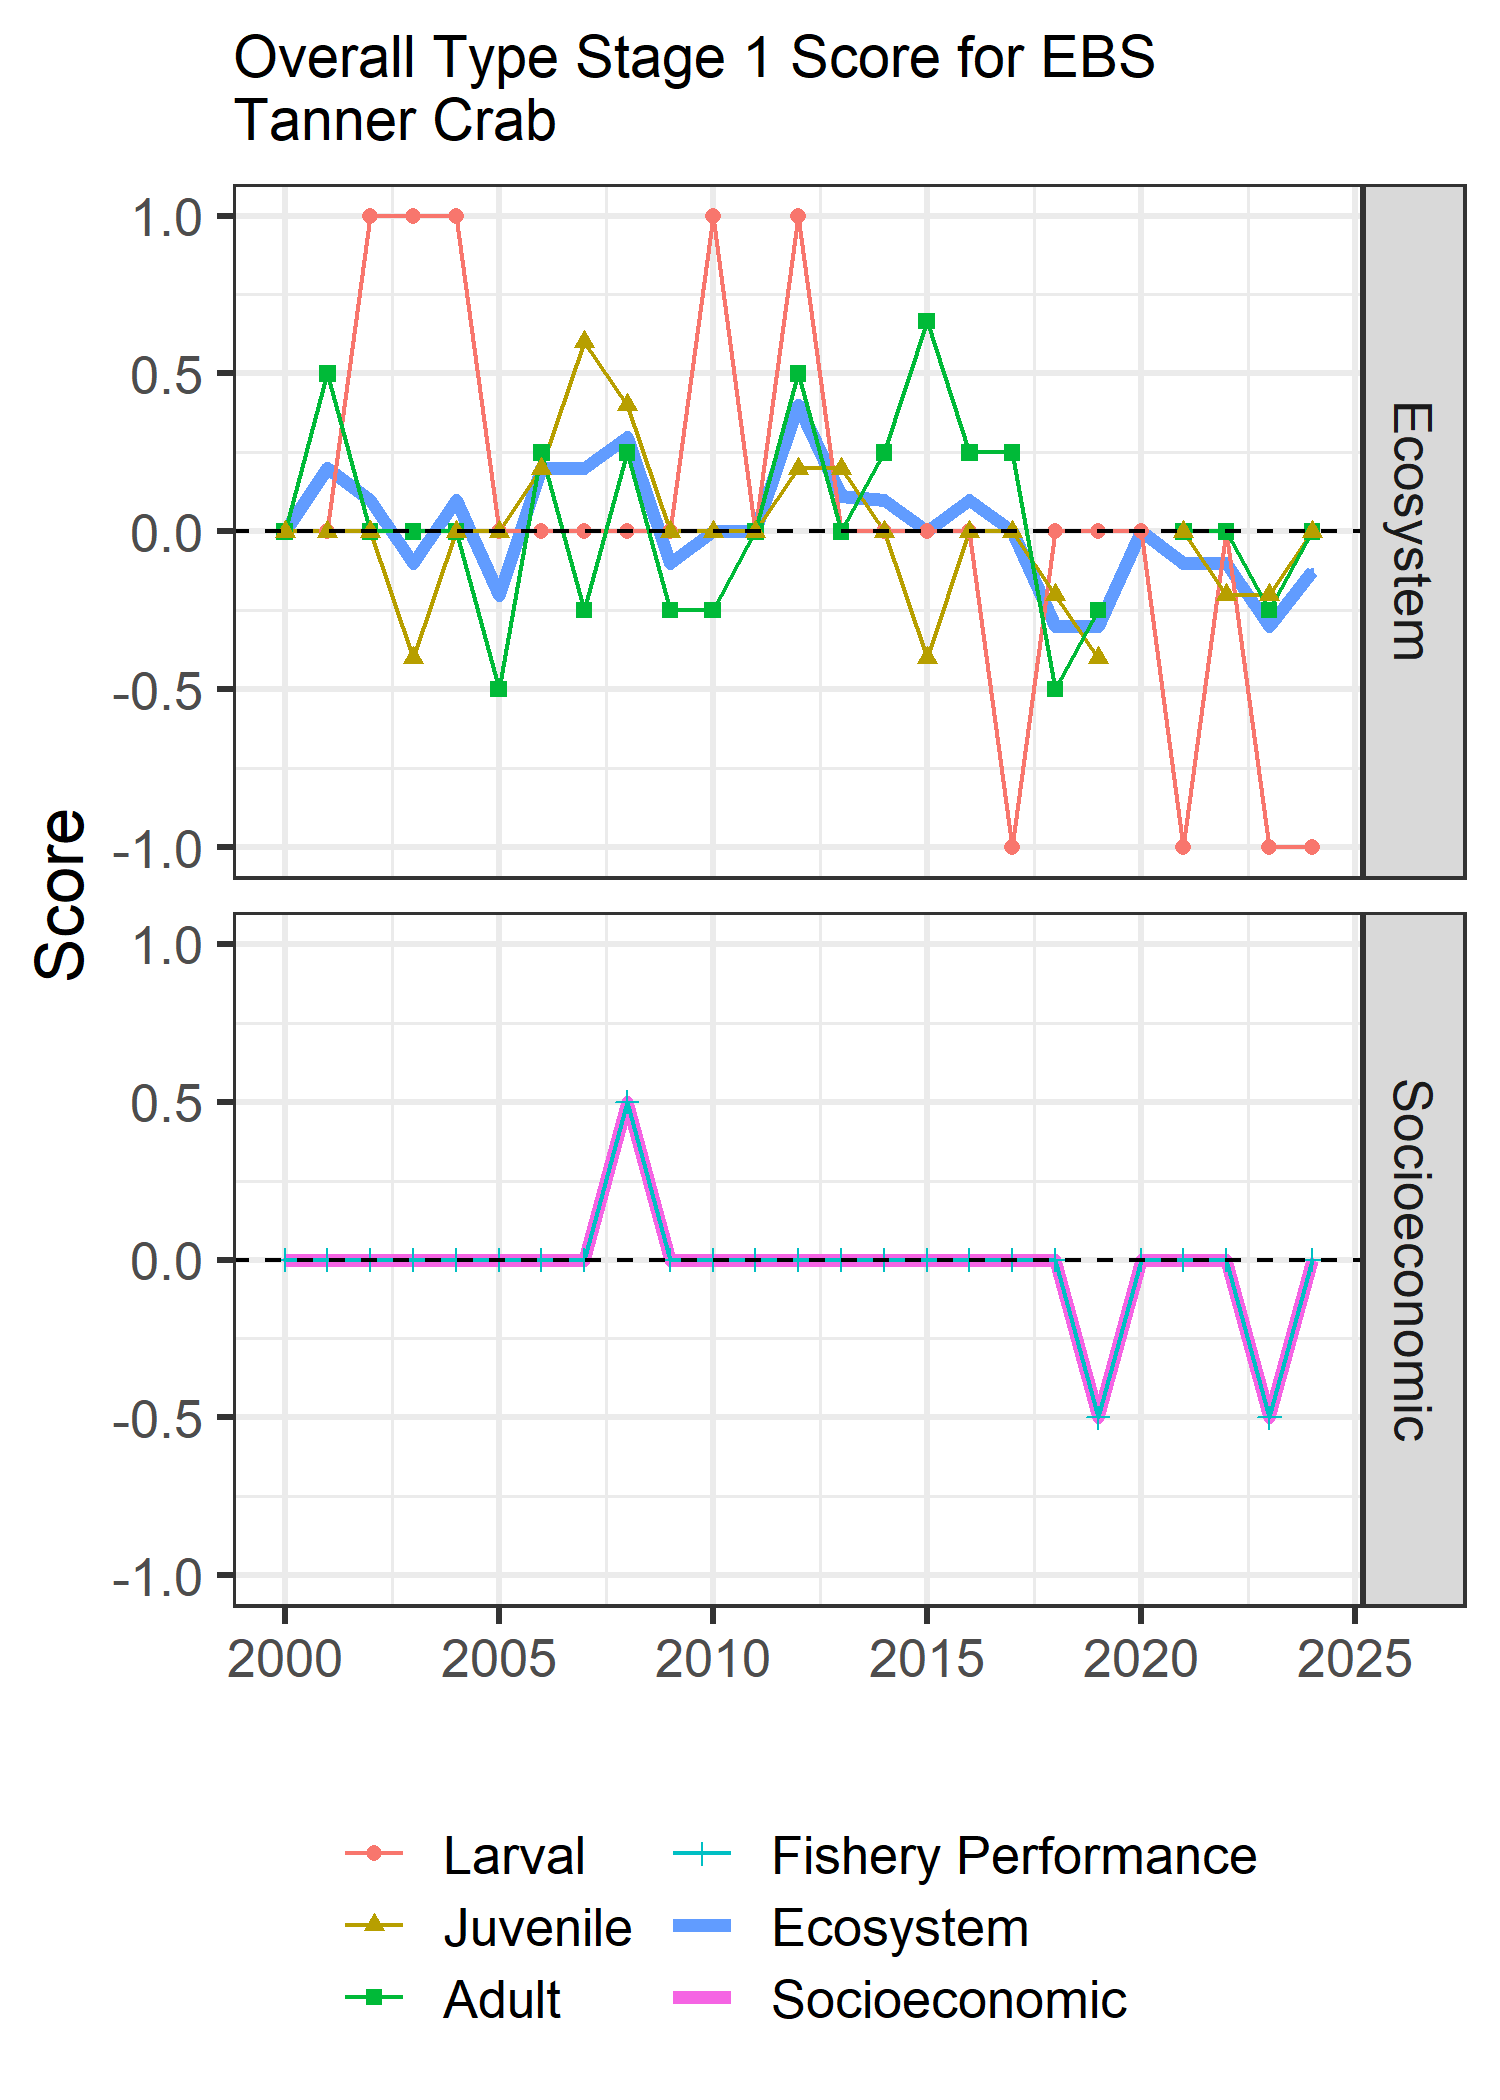 Overall Type Stage 1 Score for EBS
Tanner Crab
Score
1.0
0.5
0.0
-0.5
-1.0
Ecosystem
1.0
0.5
0.0
-0.5
-1.0
Socioeconomic
2000 2005 2010 2015 2020 2025
Larval Fishery Performance
Juvenile Ecosystem
Adult Socioeconomic